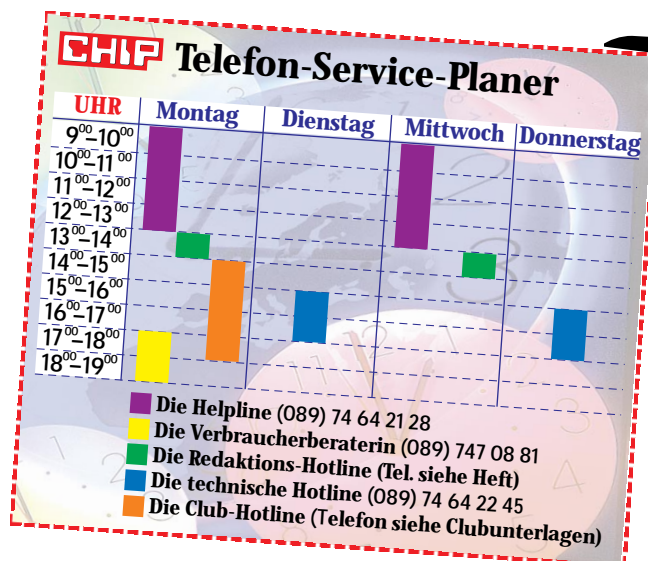 CHIP Telefon-Service-Planer
UHR Montag Dienstag Mittwoch Donnerstag
9⁰⁰–10⁰⁰
10⁰⁰–11⁰⁰
11⁰⁰–12⁰⁰
12⁰⁰–13⁰⁰
13⁰⁰–14⁰⁰
14⁰⁰–15⁰⁰
15⁰⁰–16⁰⁰
16⁰⁰–17⁰⁰
17⁰⁰–18⁰⁰
18⁰⁰–19⁰⁰
Die Helpline (089) 74 64 21 28
Die Verbraucherberaterin (089) 747 08 81
Die Redaktions-Hotline (Tel. siehe Heft)
Die technische Hotline (089) 74 64 22 45
Die Club-Hotline (Telefon siehe Clubunterlagen)